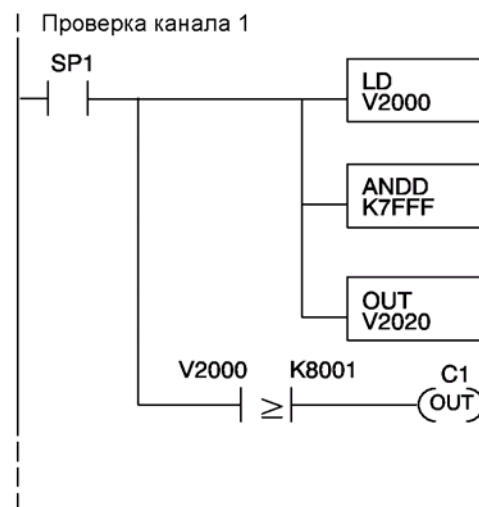 Проверка канала 1
SP1
LD
V2000
ANDD
K7FFF
OUT
V2020
V2000 ≥ K8001
C1
OUT